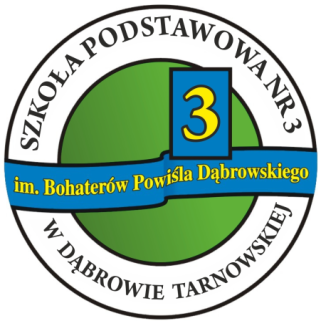 SZKOŁA PODSTAWOWA NR 3
3
im. Bohaterów Powiśla Dąbrowskiego
W DĄBROWIE TARNOWSKIEJ